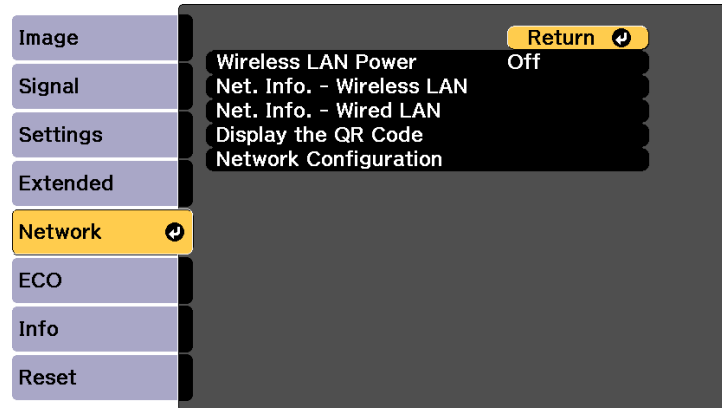 Image
Signal
Settings
Extended
Network
ECO
Info
Reset
Return
Wireless LAN Power Off
Net. Info. - Wireless LAN
Net. Info. - Wired LAN
Display the QR Code
Network Configuration